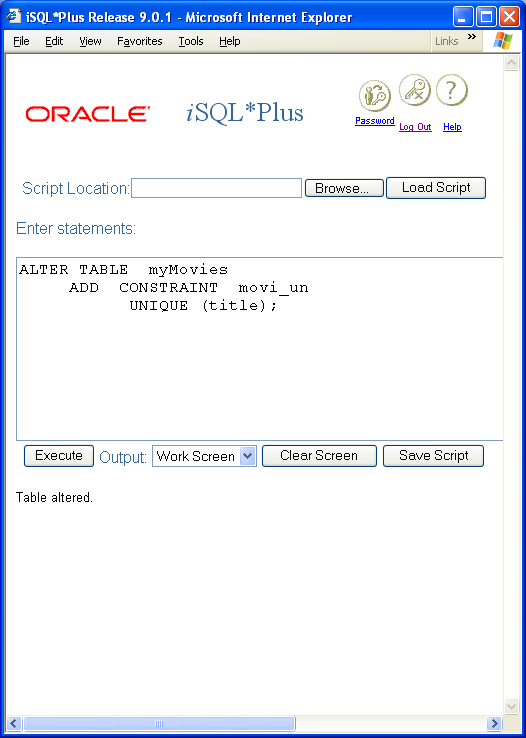 iSQL*Plus Release 9.0.1 - Microsoft Internet Explorer
File Edit View Favorites Tools Help Links »
ORACLE iSQL*Plus
Password Log Out Help
Script Location: Browse... Load Script
Enter statements:
ALTER TABLE myMovies
ADD CONSTRAINT movi_un
UNIQUE (title);
Execute Output: Work Screen Clear Screen Save Script
Table altered.